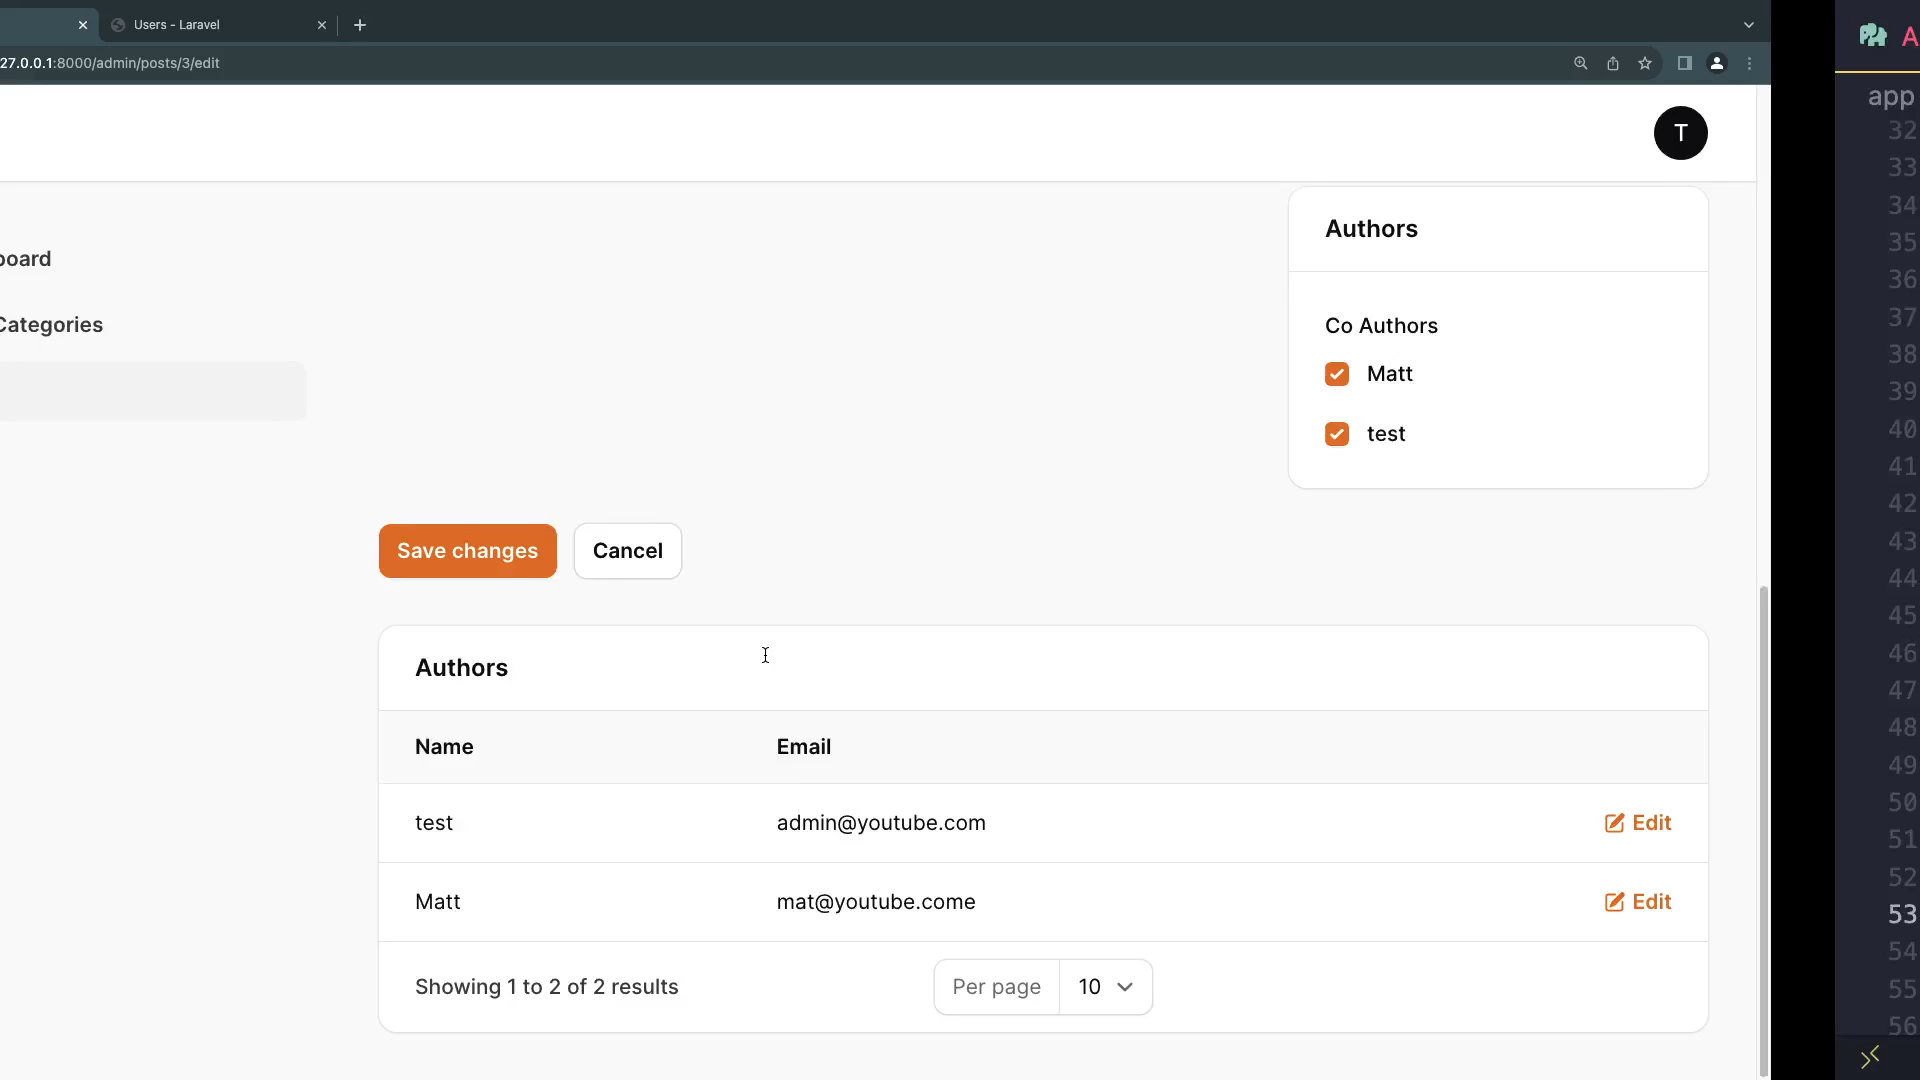 Users - Laravel
27.0.0.1:8000/admin/posts/3/edit
T
A
app
board
Categories
Authors
Co Authors
Matt
test
Save changes
Cancel
Authors
Name Email
test admin@youtube.com Edit
Matt mat@youtube.come Edit
Showing 1 to 2 of 2 results
Per page 10
32
33
34
35
36
37
38
39
40
41
42
43
44
45
46
47
48
49
50
51
52
53
54
55
56